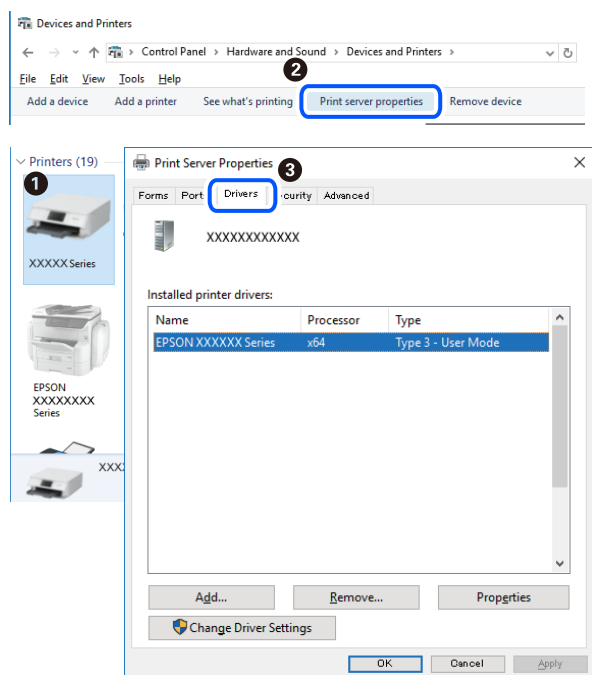 Devices and Printers
Control Panel > Hardware and Sound > Devices and Printers >
2
File Edit View Tools Help
Add a device Add a printer See what's printing Print server properties Remove device
Printers (19)
1
XXXXX Series
EPSON
XXXXXXXX
Series
XXX
Print Server Properties
3
Forms Port Drivers curity Advanced
XXXXXXXXXXXX
Installed printer drivers:
Name Processor Type
EPSON XXXXXX Series x64 Type 3 - User Mode
Add... Remove... Properties
Change Driver Settings
OK Cancel Apply